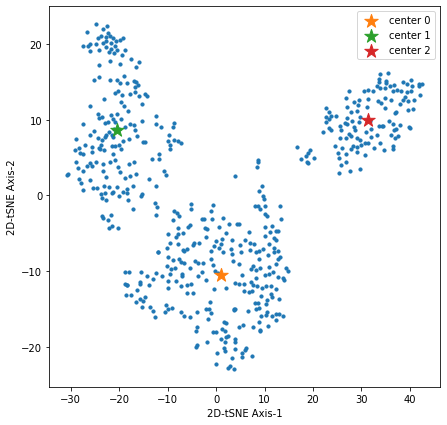 center 0
center 1
center 2
20
10
0
−10
−20
2D-tSNE Axis-2
−30 −20 −10 0 10 20 30 40
2D-tSNE Axis-1